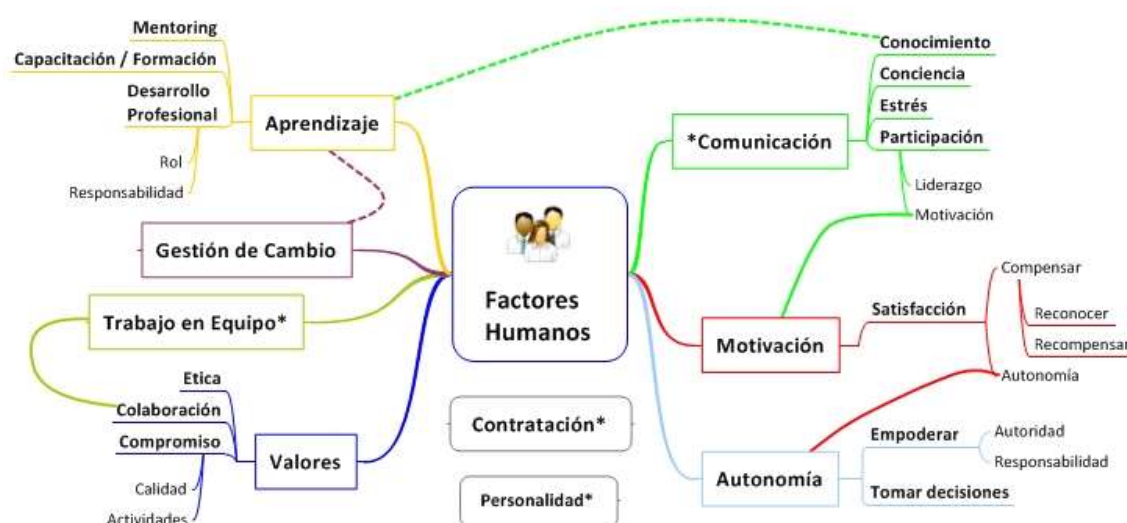 Mentoring
Capacitación / Formación
Desarrollo
Profesional
Rol
Responsabilidad
Aprendizaje
Gestión de Cambio
Trabajo en Equipo*
Etica
Colaboración
Compromiso
Calidad
Actividades
Valores
Factores
Humanos
Contratación*
Personalidad*
*Comunicación
Conocimiento
Conciencia
Estrés
Participación
Liderazgo
Motivación
Motivación
Satisfacción
Compensar
Reconocer
Recompensar
Autonomía
Autonomía
Empoderar
Autoridad
Responsabilidad
Tomar decisiones